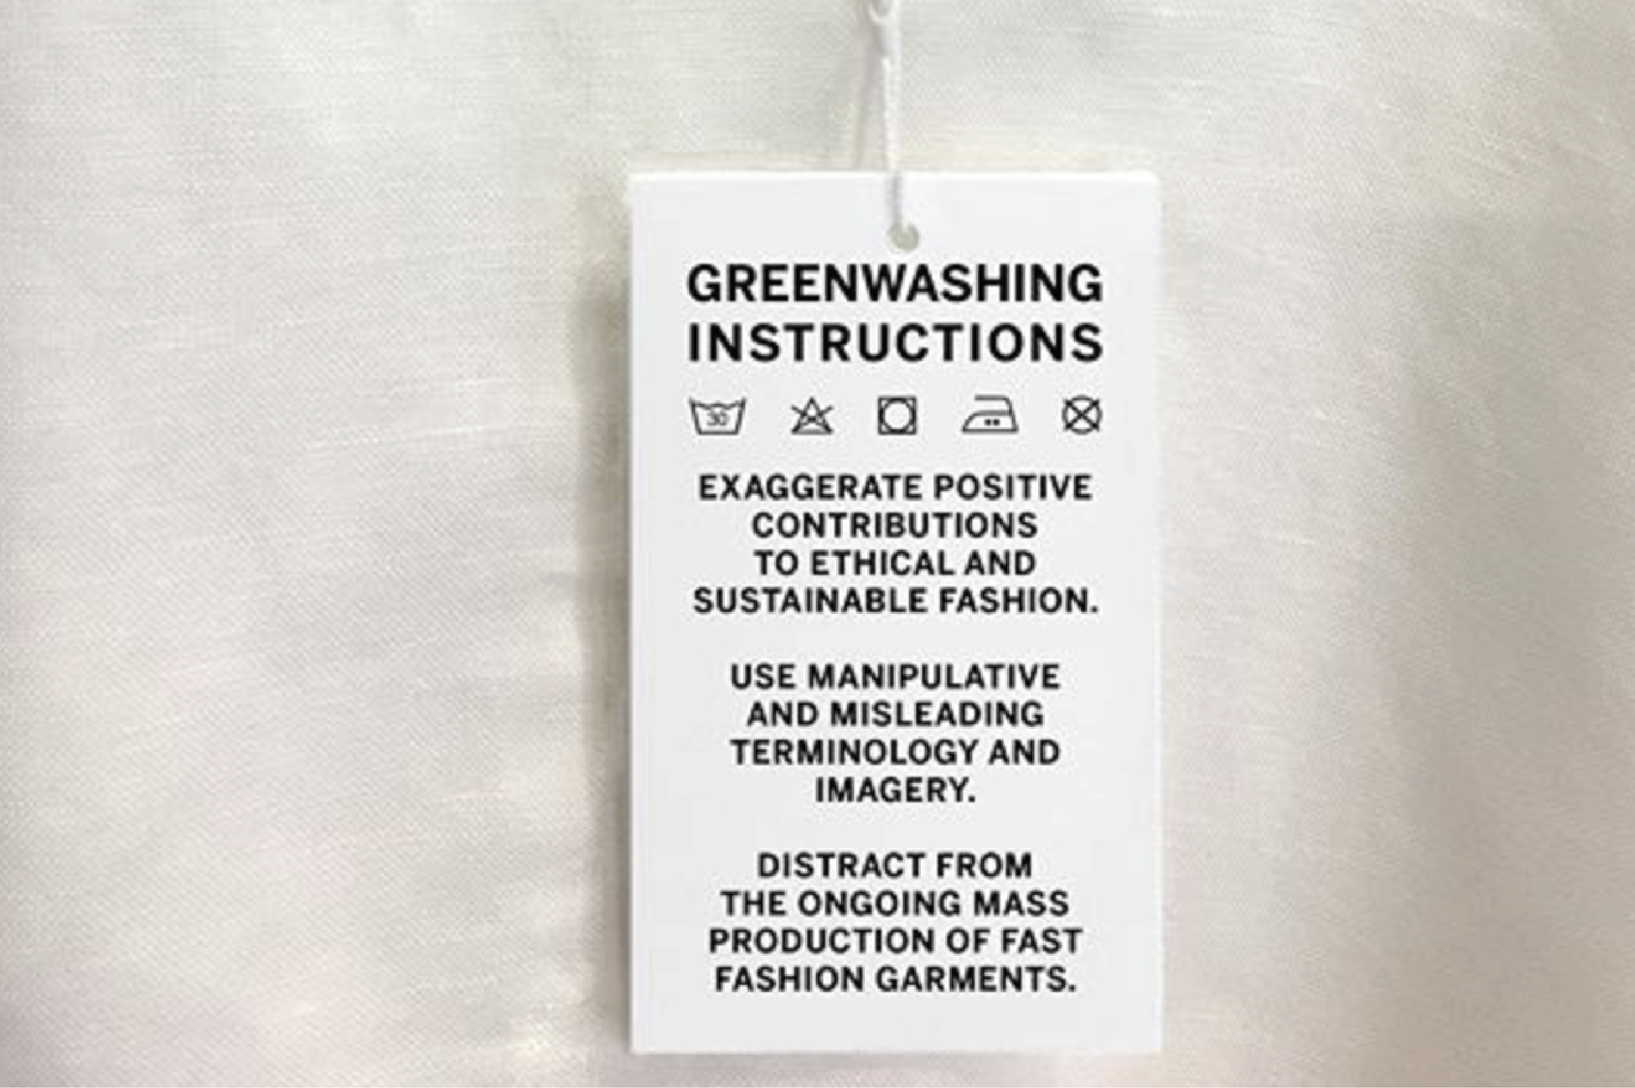 GREENWASHING
INSTRUCTIONS
30
EXAGGERATE POSITIVE
CONTRIBUTIONS
TO ETHICAL AND
SUSTAINABLE FASHION.
USE MANIPULATIVE
AND MISLEADING
TERMINOLOGY AND
IMAGERY.
DISTRACT FROM
THE ONGOING MASS
PRODUCTION OF FAST
FASHION GARMENTS.